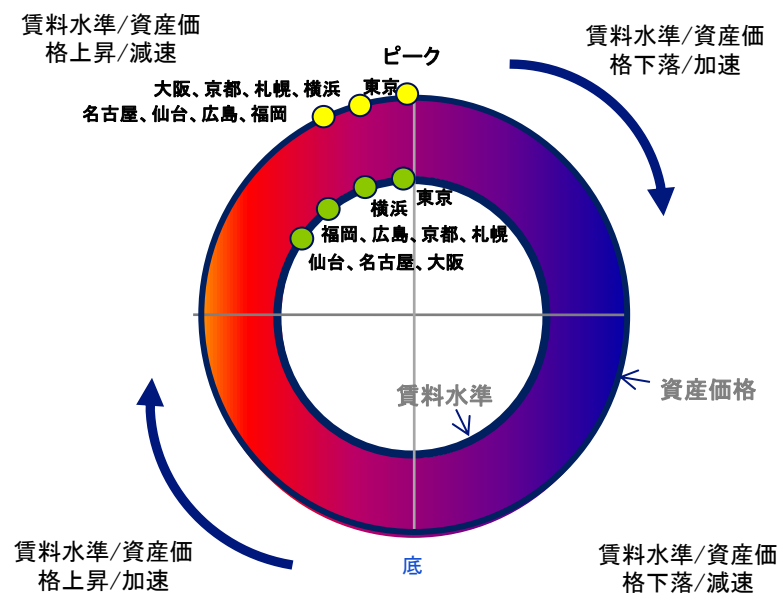 賃料水準/資産価
格上昇/減速
賃料水準/資産価
格下落/加速
ピーク
大阪、京都、札幌、横浜
東京
名古屋、仙台、広島、福岡
東京
横浜
福岡、広島、京都、札幌
仙台、名古屋、大阪
賃料水準
資産価格
賃料水準/資産価
格上昇/加速
底
賃料水準/資産価
格下落/減速